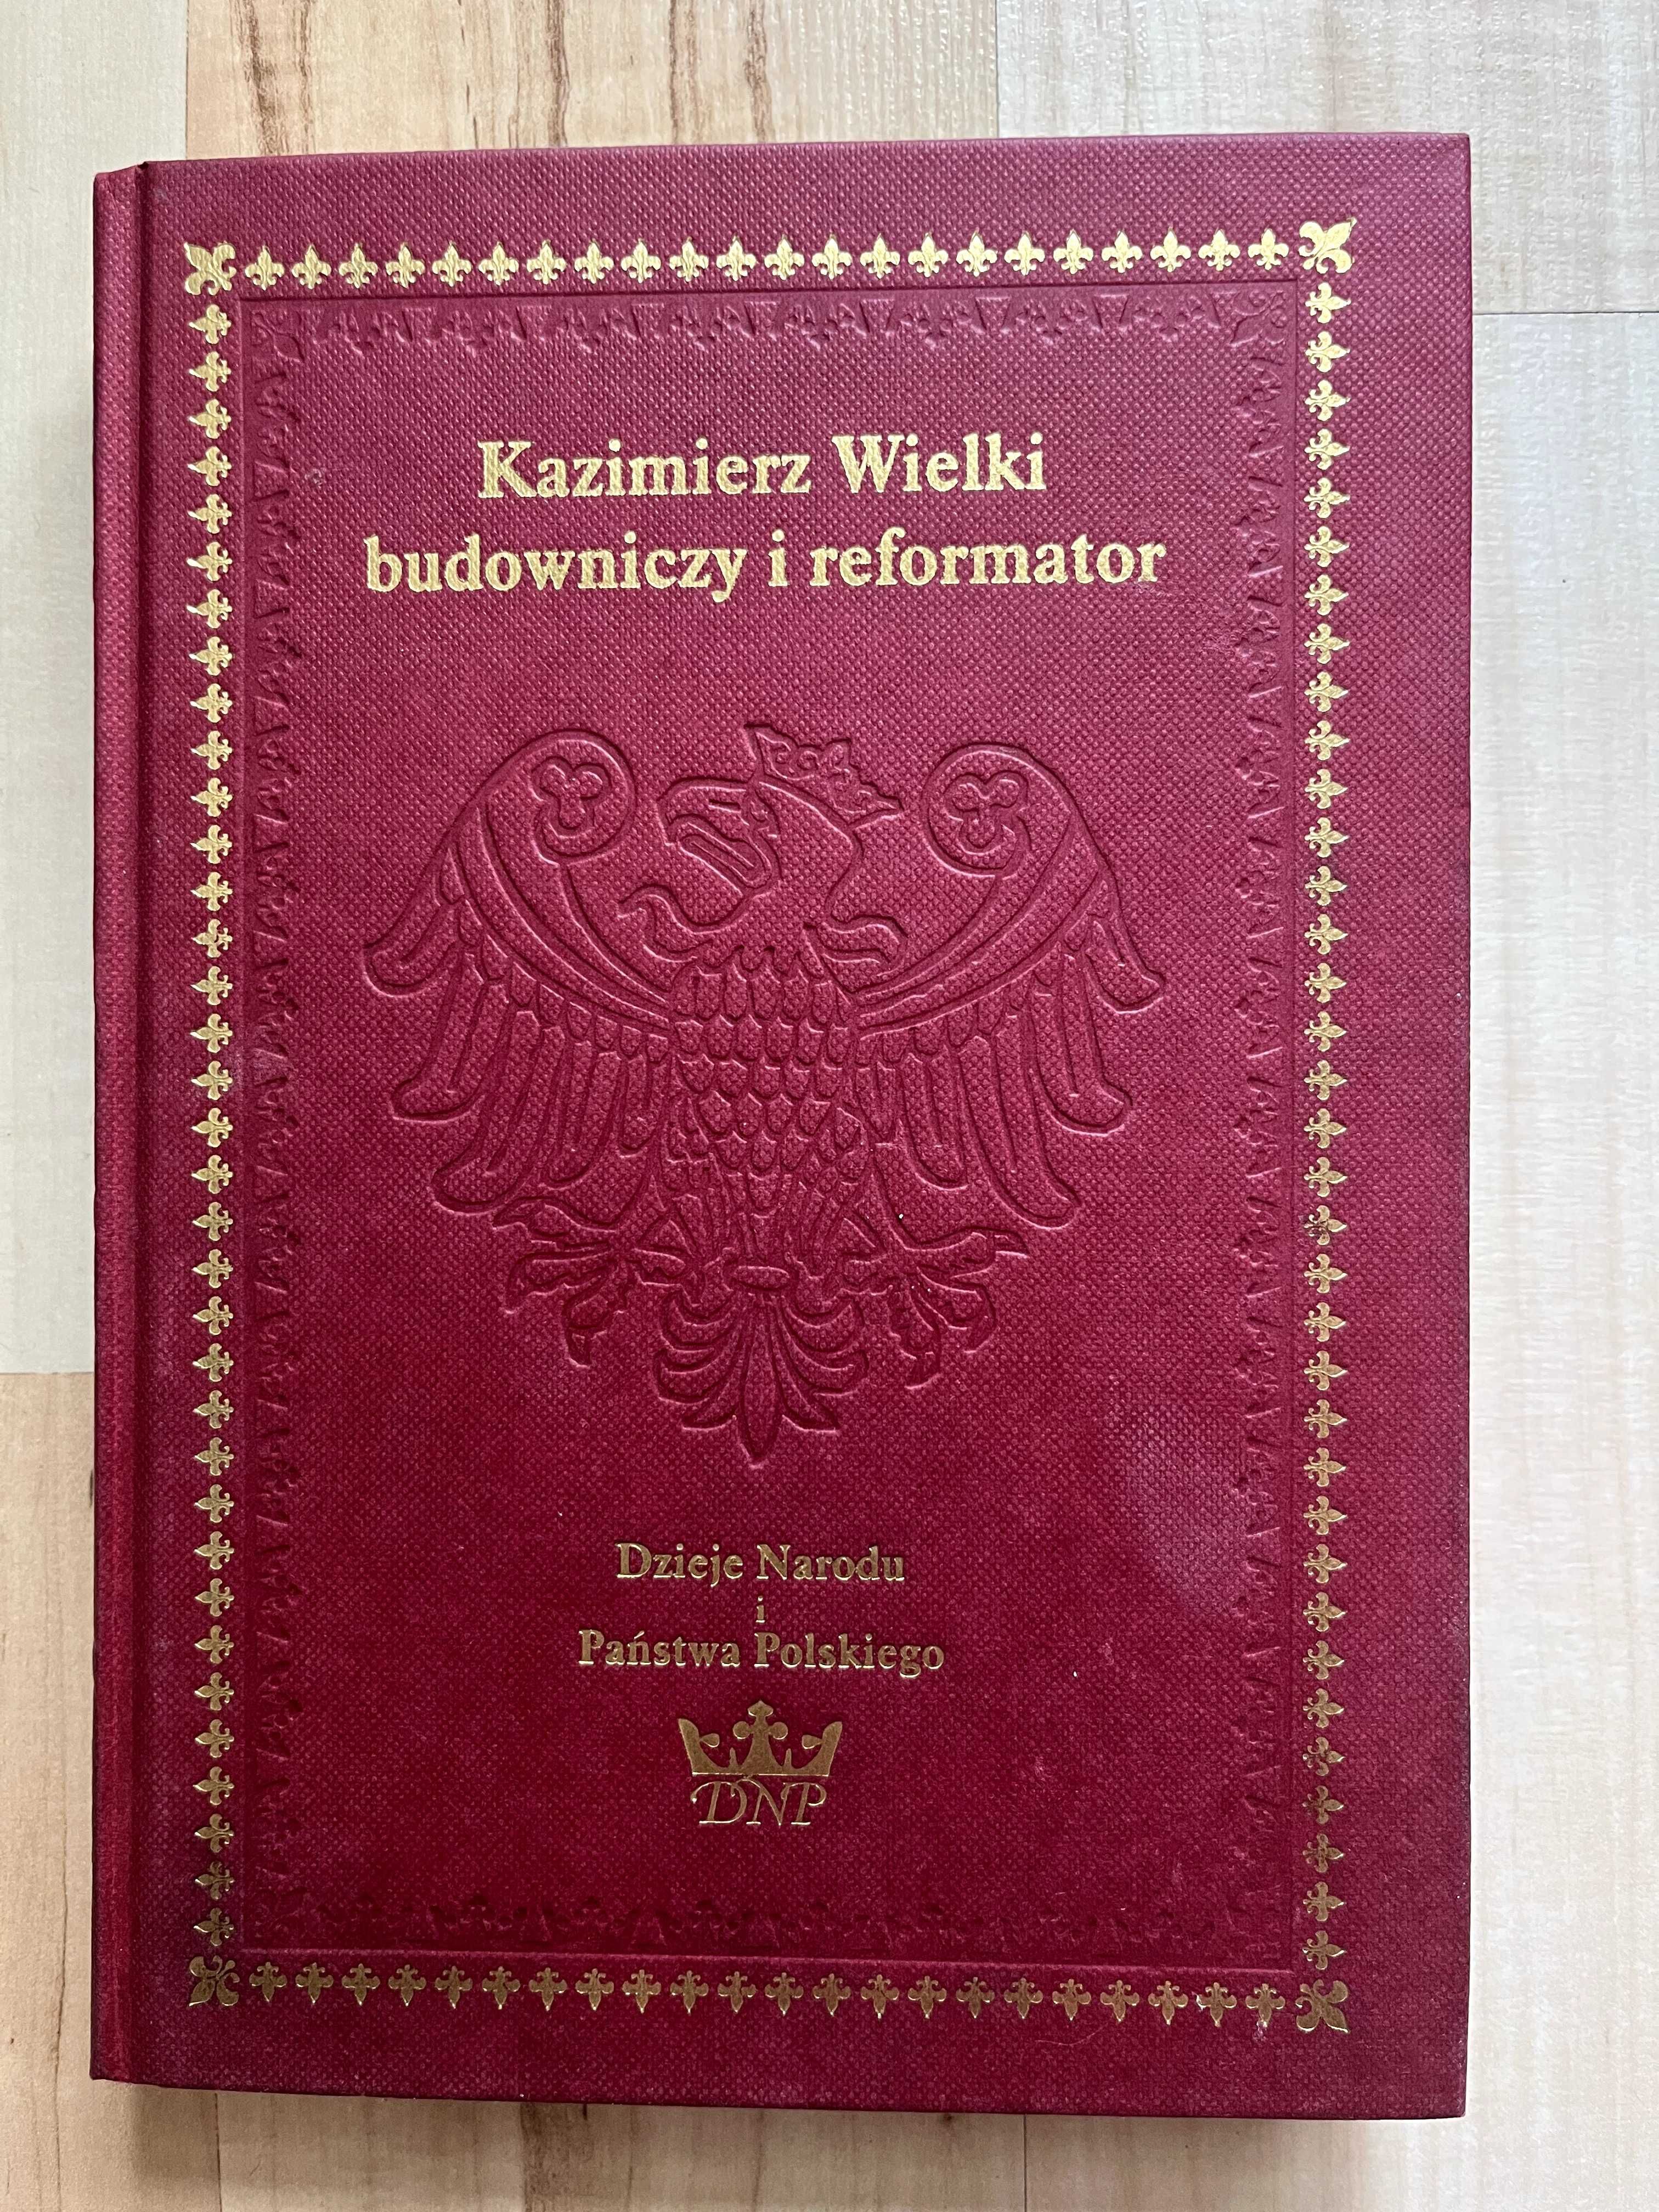 Kazimierz Wielki
budowniczy i reformator
Dzieje Narodu
i
Państwa Polskiego
DNP